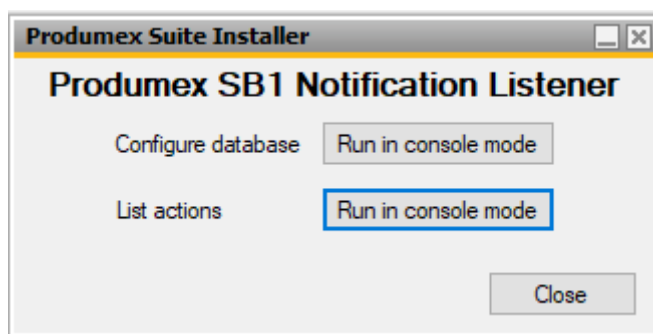 Produmex Suite Installer
Produmex SB1 Notification Listener
Configure database Run in console mode
List actions Run in console mode
Close